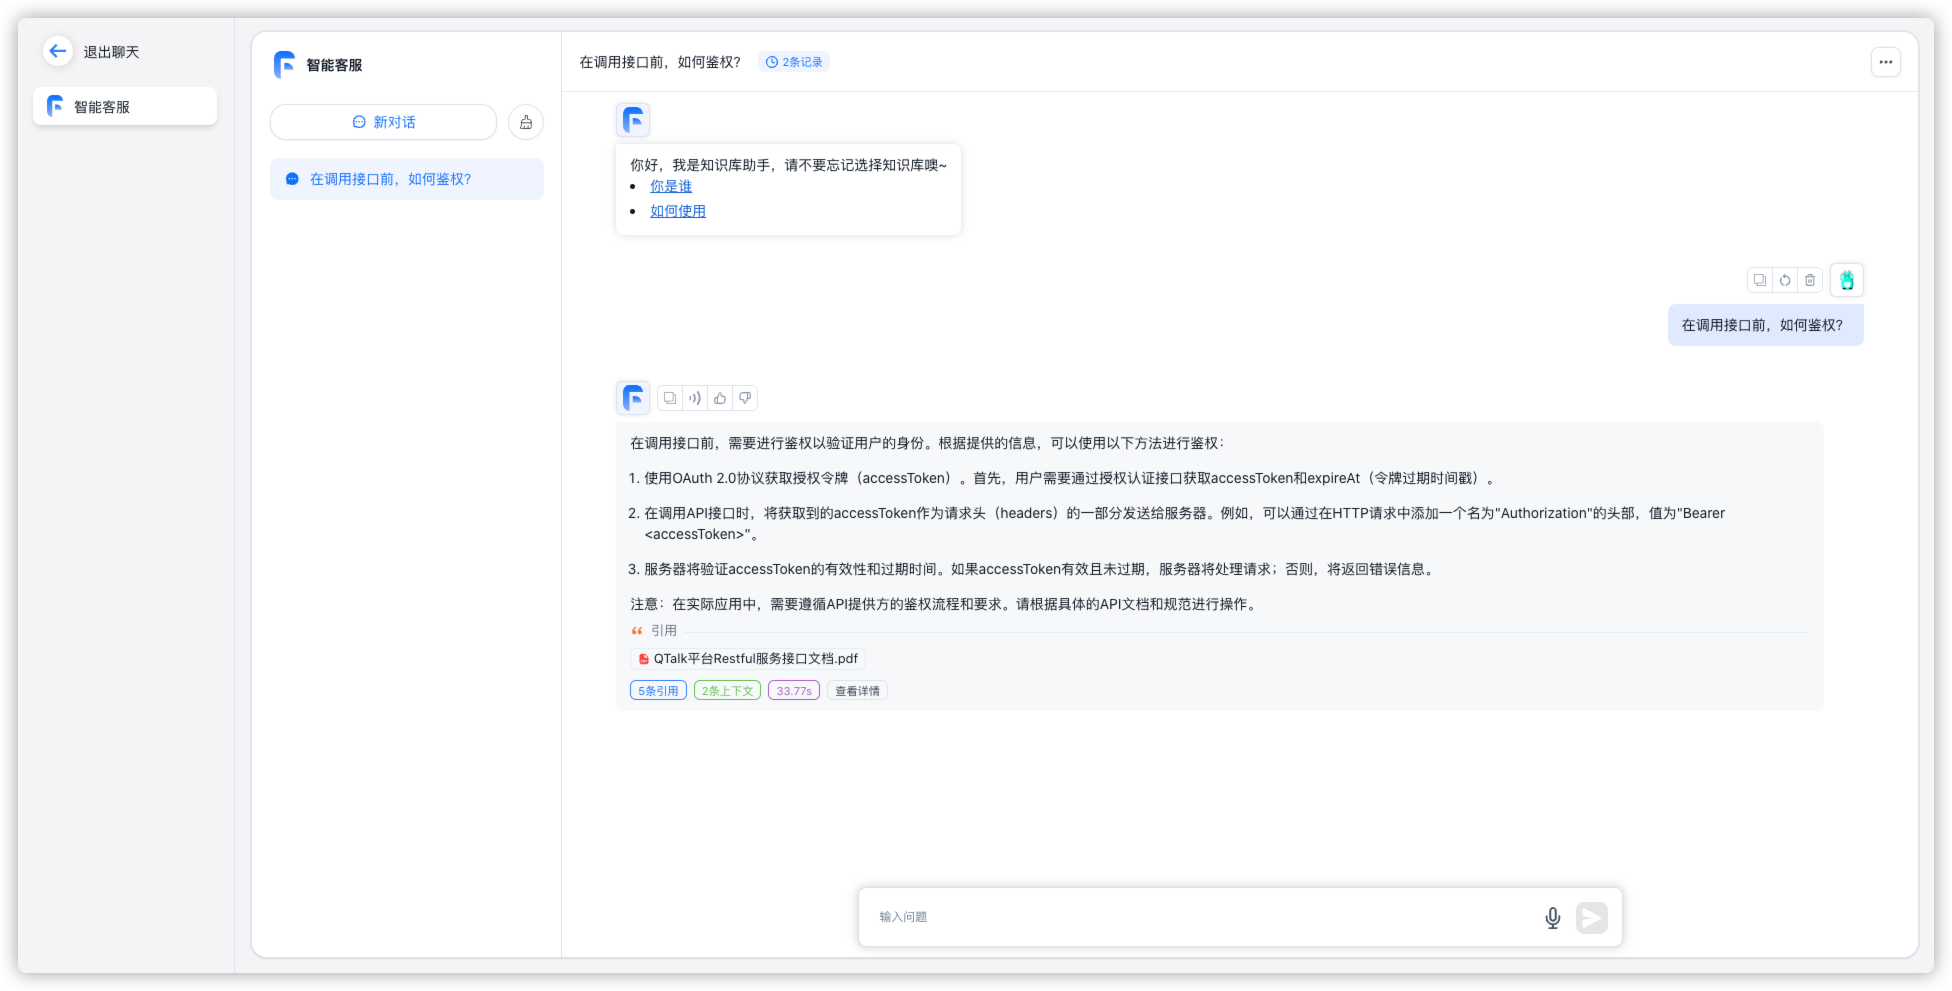 退出聊天
智能客服
智能客服
新对话
在调用接口前，如何鉴权？
在调用接口前，如何鉴权？
2条记录
你好，我是知识库助手，请不要忘记选择知识库噢~
你是谁
如何使用
在调用接口前，如何鉴权？
在调用接口前，需要进行鉴权以验证用户的身份。根据提供的信息，可以使用以下方法进行鉴权：
1. 使用OAuth 2.0协议获取授权令牌（accessToken）。首先，用户需要通过授权认证接口获取accessToken和expireAt（令牌过期时间戳）。
2. 在调用API接口时，将获取到的accessToken作为请求头（headers）的一部分发送给服务器。例如，可以通过在HTTP请求中添加一个名为"Authorization"的头部，值为"Bearer
<accessToken>"。
3. 服务器将验证accessToken的有效性和过期时间。如果accessToken有效且未过期，服务器将处理请求；否则，将返回错误信息。
注意：在实际应用中，需要遵循API提供方的鉴权流程和要求。请根据具体的API文档和规范进行操作。
引用
QTalk平台Restful服务接口文档.pdf
5条引用
2条上下文
33.77s
查看详情
输入问题